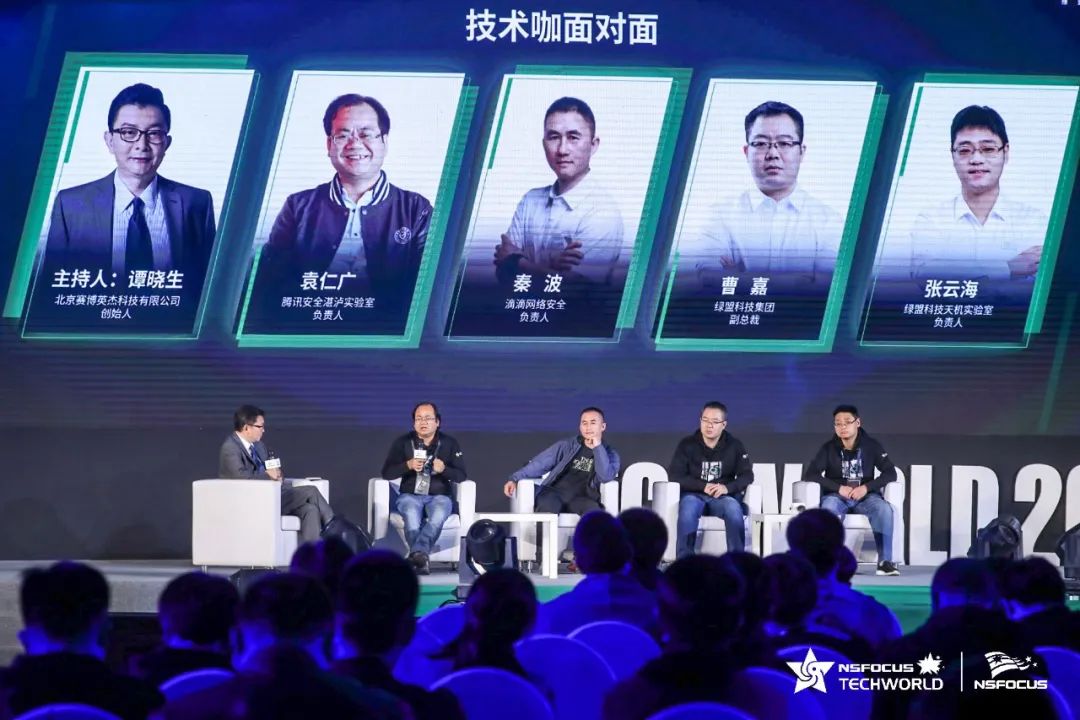 技术咖面对面
主持人：谭晓生
北京赛博英杰科技有限公司
创始人
袁仁广
腾讯安全湛泸实验室
负责人
秦 波
滴滴网络安全
负责人
曹 嘉
绿盟科技集团
副总裁
张云海
绿盟科技天机实验室
负责人
NSFOCUS
TECHWORLD
NSFOCUS